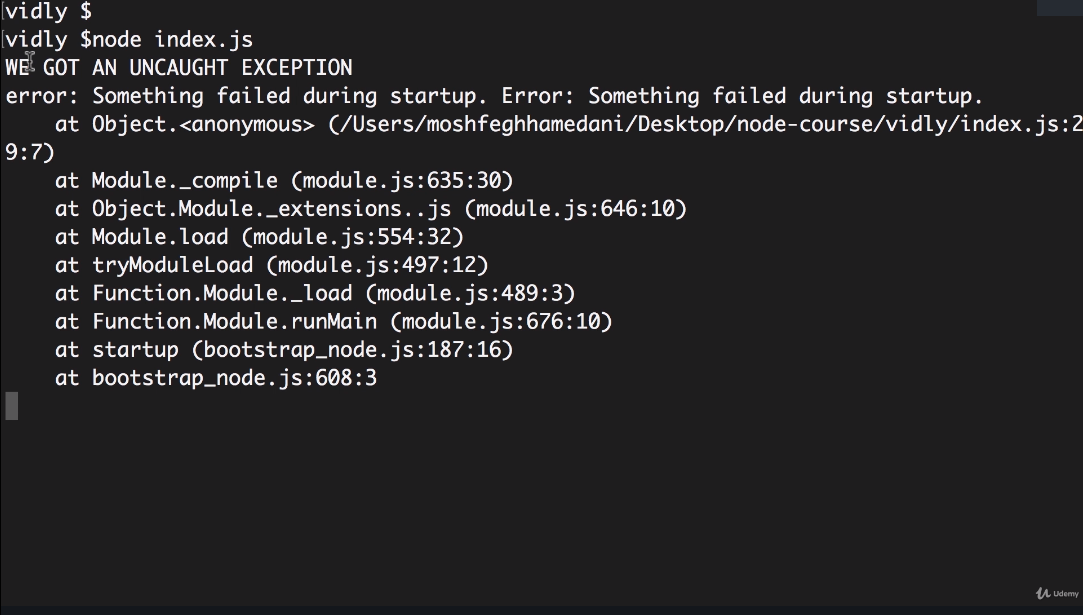 vidly $
vidly $node index.js
WE GOT AN UNCAUGHT EXCEPTION
error: Something failed during startup. Error: Something failed during startup.
    at Object.<anonymous> (/Users/moshfeghhamedani/Desktop/node-course/vidly/index.js:2
9:7)
    at Module._compile (module.js:635:30)
    at Object.Module._extensions..js (module.js:646:10)
    at Module.load (module.js:554:32)
    at tryModuleLoad (module.js:497:12)
    at Function.Module._load (module.js:489:3)
    at Function.Module.runMain (module.js:676:10)
    at startup (bootstrap_node.js:187:16)
    at bootstrap_node.js:608:3
Udemy